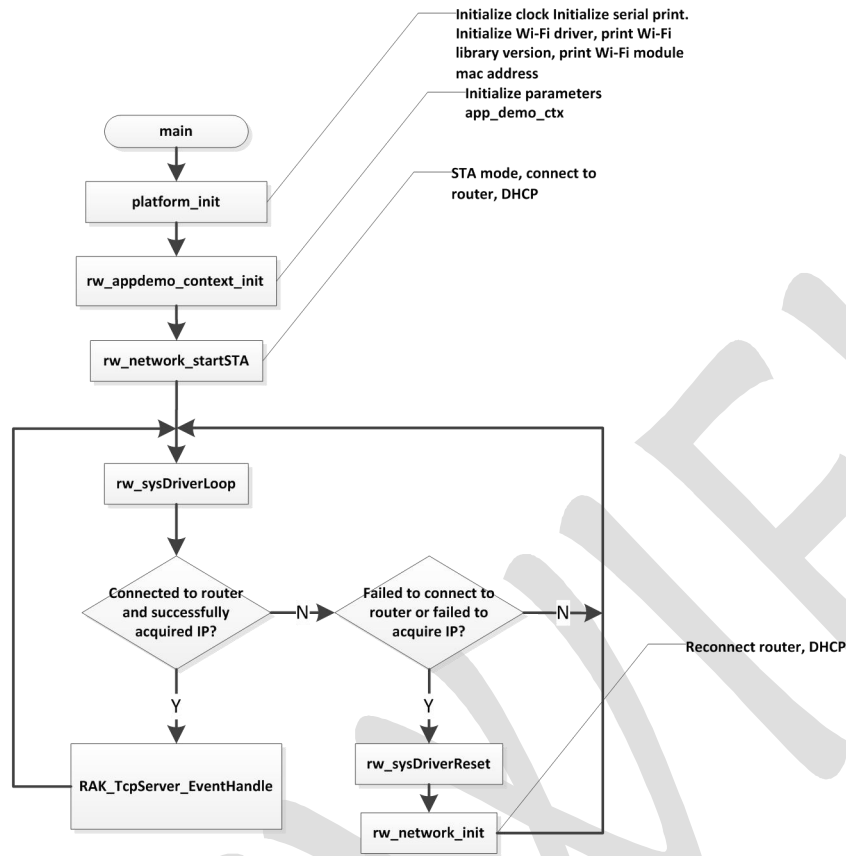 Initialize clock Initialize serial print.
Initialize Wi-Fi driver, print Wi-Fi
library version, print Wi-Fi module
mac address
Initialize parameters
app_demo_ctx
main
STA mode, connect to
router, DHCP
platform_init
rw_appdemo_context_init
rw_network_startSTA
rw_sysDriverLoop
Connected to router
and successfully
acquired IP?
N
Failed to connect to
router or failed to
acquire IP?
N
Reconnect router, DHCP
Y
Y
RAK_TcpServer_EventHandle
rw_sysDriverReset
rw_network_init